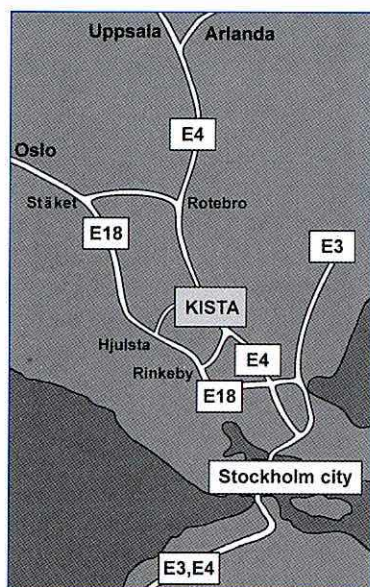 Uppsala
Arlanda
E4
Oslo
Stäket
Rotebro
E18
E3
KISTA
Hjulsta
E4
Rinkeby
E18
Stockholm city
E3,E4